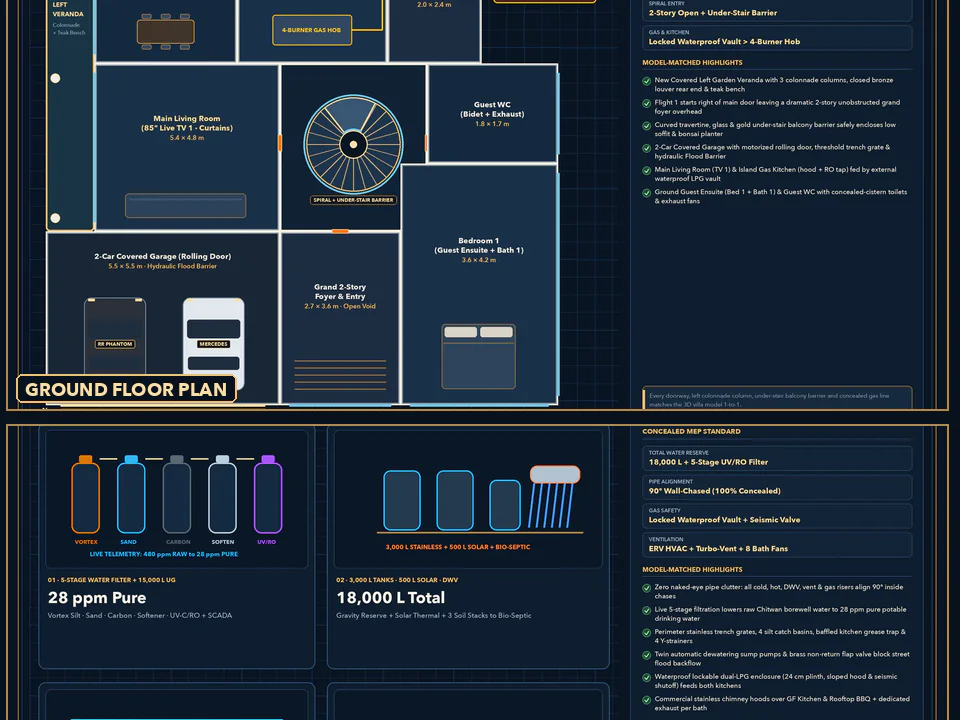 LEFT
VERANDA
Colonnade
+ Teak Bench
4-BURNER GAS HOB
2.0 × 2.4 m
Main Living Room
(85" Live TV 1 - Curtains)
5.4 × 4.8 m
SPIRAL + UNDER-STAIR BARRIER
Guest WC
(Bidet + Exhaust)
1.8 × 1.7 m
Bedroom 1
(Guest Ensuite + Bath 1)
3.6 × 4.2 m
2-Car Covered Garage (Rolling Door)
5.5 × 5.5 m · Hydraulic Flood Barrier
RR PHANTOM
MERCEDES
Grand 2-Story
Foyer & Entry
2.7 × 3.6 m · Open Void
GROUND FLOOR PLAN
SPIRAL ENTRY
2-Story Open + Under-Stair Barrier
GAS & KITCHEN
Locked Waterproof Vault > 4-Burner Hob
MODEL-MATCHED HIGHLIGHTS
New Covered Left Garden Veranda with 3 colonnade columns, closed bronze
louver rear end & teak bench
Flight 1 starts right of main door leaving a dramatic 2-story unobstructed grand
foyer overhead
Curved travertine, glass & gold under-stair balcony barrier safely encloses low
soffit & bonsai planter
2-Car Covered Garage with motorized rolling door, threshold trench grate &
hydraulic Flood Barrier
Main Living Room (TV 1) & Island Gas Kitchen (hood + RO tap) fed by external
waterproof LPG vault
Ground Guest Ensuite (Bed 1 + Bath 1) & Guest WC with concealed-cistern toilets
& exhaust fans
Every doorway, left colonnade column, under-stair balcony barrier and concealed gas line
matches the 3D villa model 1-to-1.
VORTEX
SAND
CARBON
SOFTEN
UV/RO
LIVE TELEMETRY: 480 ppm RAW to 28 ppm PURE
01 · 5-STAGE WATER FILTER + 15,000 L UG
28 ppm Pure
Vortex Silt · Sand · Carbon · Softener · UV-C/RO + SCADA
3,000 L STAINLESS + 500 L SOLAR + BIO-SEPTIC
02 · 3,000 L TANKS · 500 L SOLAR · DWV
18,000 L Total
Gravity Reserve + Solar Thermal + 3 Soil Stacks to Bio-Septic
CONCEALED MEP STANDARD
TOTAL WATER RESERVE
18,000 L + 5-Stage UV/RO Filter
PIPE ALIGNMENT
90° Wall-Chased (100% Concealed)
GAS SAFETY
Locked Waterproof Vault + Seismic Valve
VENTILATION
ERV HVAC + Turbo-Vent + 8 Bath Fans
MODEL-MATCHED HIGHLIGHTS
Zero naked-eye pipe clutter: all cold, hot, DWV, vent & gas risers align 90° inside
chases
Live 5-stage filtration lowers raw Chitwan borewell water to 28 ppm pure potable
drinking water
Perimeter stainless trench grates, 4 silt catch basins, baffled kitchen grease trap &
4 Y-strainers
Twin automatic dewatering sump pumps & brass non-return flap valve block street
flood backflow
Waterproof lockable dual-LPG enclosure (24 cm plinth, sloped hood & seismic
shutoff) feeds both kitchens
Commercial stainless chimney hoods over GF Kitchen & Rooftop BBQ + dedicated
exhaust per bath